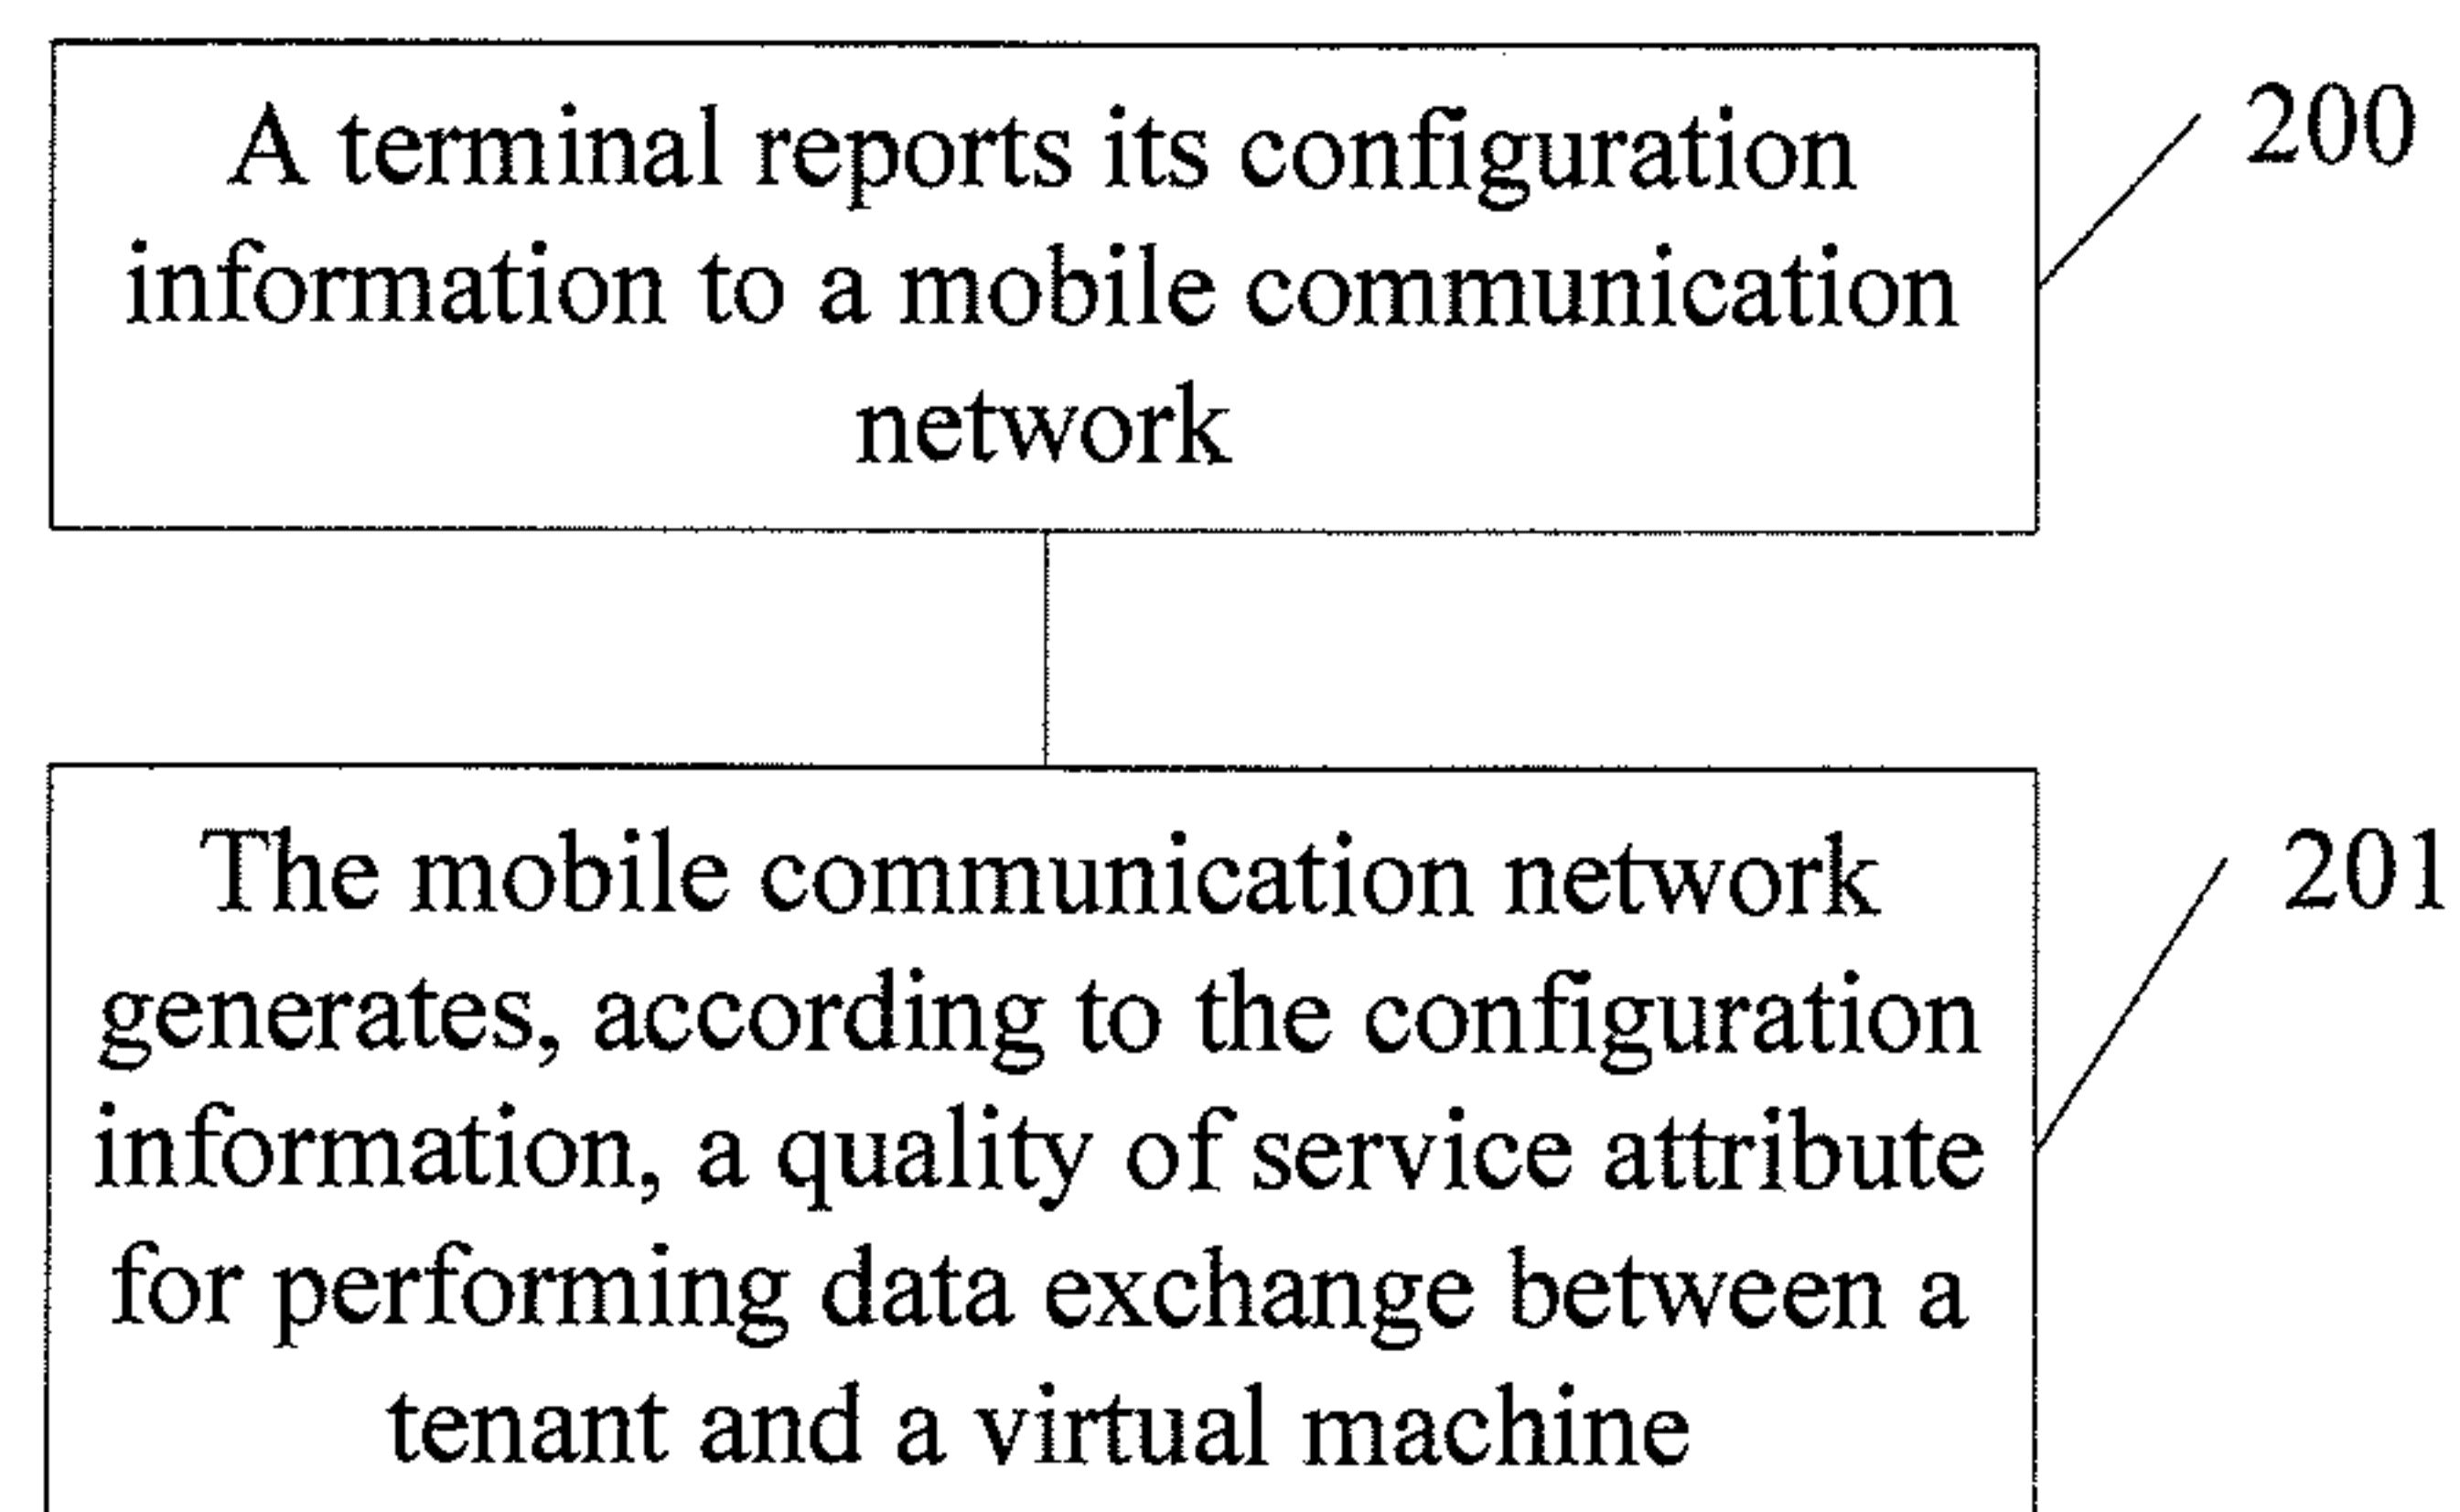 A terminal reports its configuration
200
information to a mobile communication
network
The mobile communication network
201
generates, according to the configuration
information, a quality of service attribute
for performing data exchange between a
tenant and a virtual machine